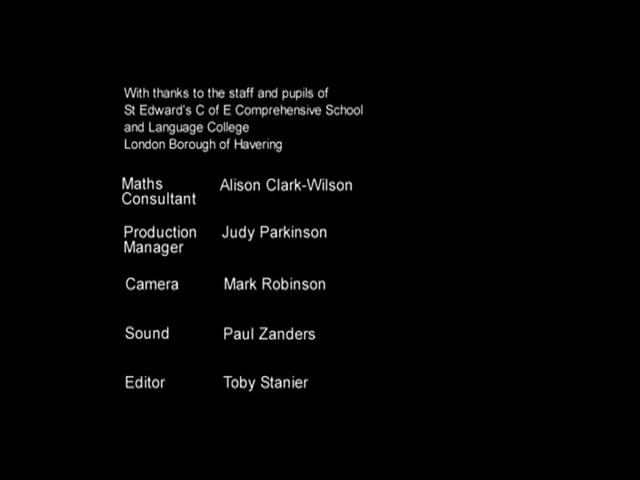 With thanks to the staff and pupils of
St Edward's C of E Comprehensive School
and Language College
London Borough of Havering
Maths Consultant Alison Clark-Wilson
Production Manager Judy Parkinson
Camera Mark Robinson
Sound Paul Zanders
Editor Toby Stanier